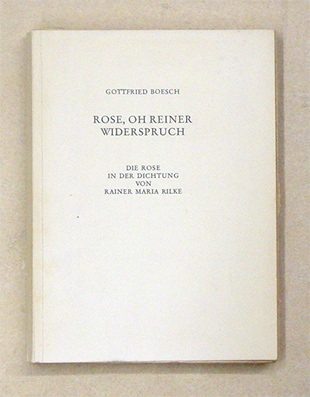 GOTTFRIED BOESCH
ROSE, OH REINER
WIDERSPRUCH
DIE ROSE
IN DER DICHTUNG
VON
RAINER MARIA RILKE